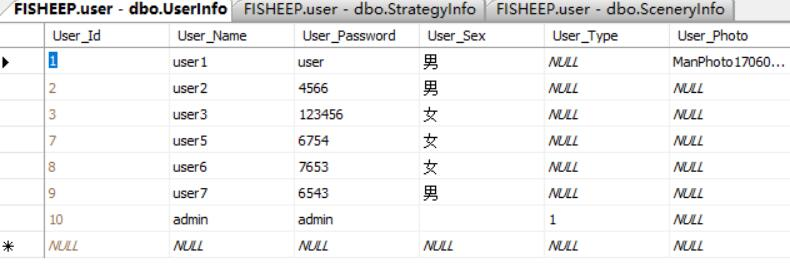 FISHEEP.user - dbo.UserInfo FISHEEP.user - dbo.StrategyInfo FISHEEP.user - dbo.SceneryInfo
User_Id User_Name User_Password User_Sex User_Type User_Photo
1 user1 user 男 NULL ManPhoto17060...
2 user2 4566 男 NULL NULL
3 user3 123456 女 NULL NULL
7 user5 6754 女 NULL NULL
8 user6 7653 女 NULL NULL
9 user7 6543 男 NULL NULL
10 admin admin 1 NULL
NULL NULL NULL NULL NULL NULL